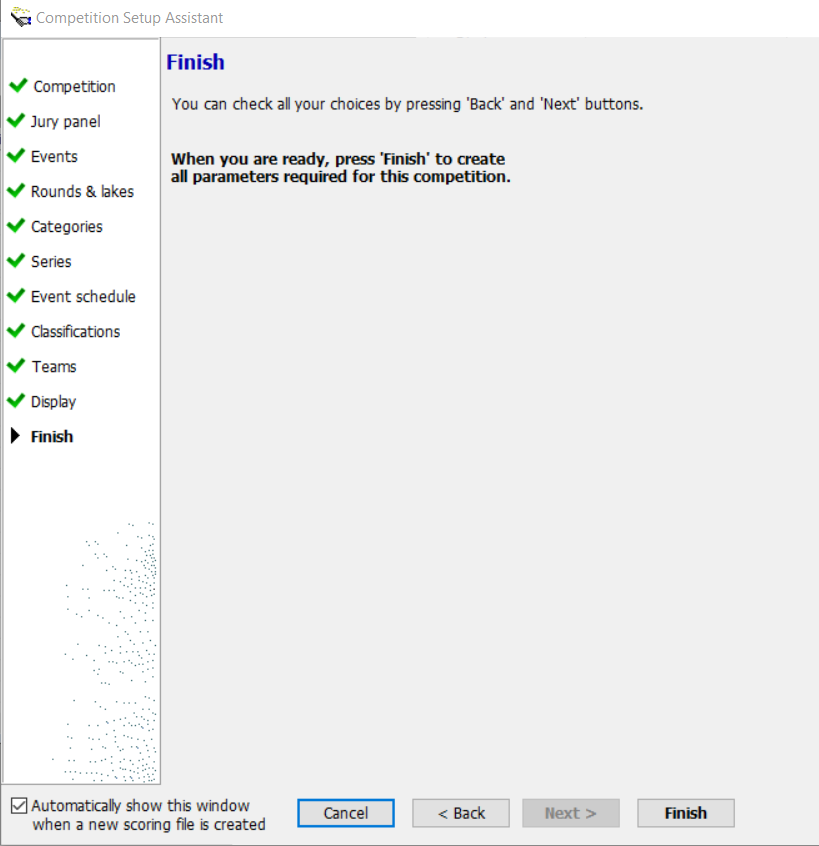 Competition Setup Assistant
Competition
Jury panel
Events
Rounds & lakes
Categories
Series
Event schedule
Classifications
Teams
Display
Finish
Finish
You can check all your choices by pressing 'Back' and 'Next' buttons.
When you are ready, press 'Finish' to create
all parameters required for this competition.
Automatically show this window
when a new scoring file is created
Cancel
< Back
Next >
Finish